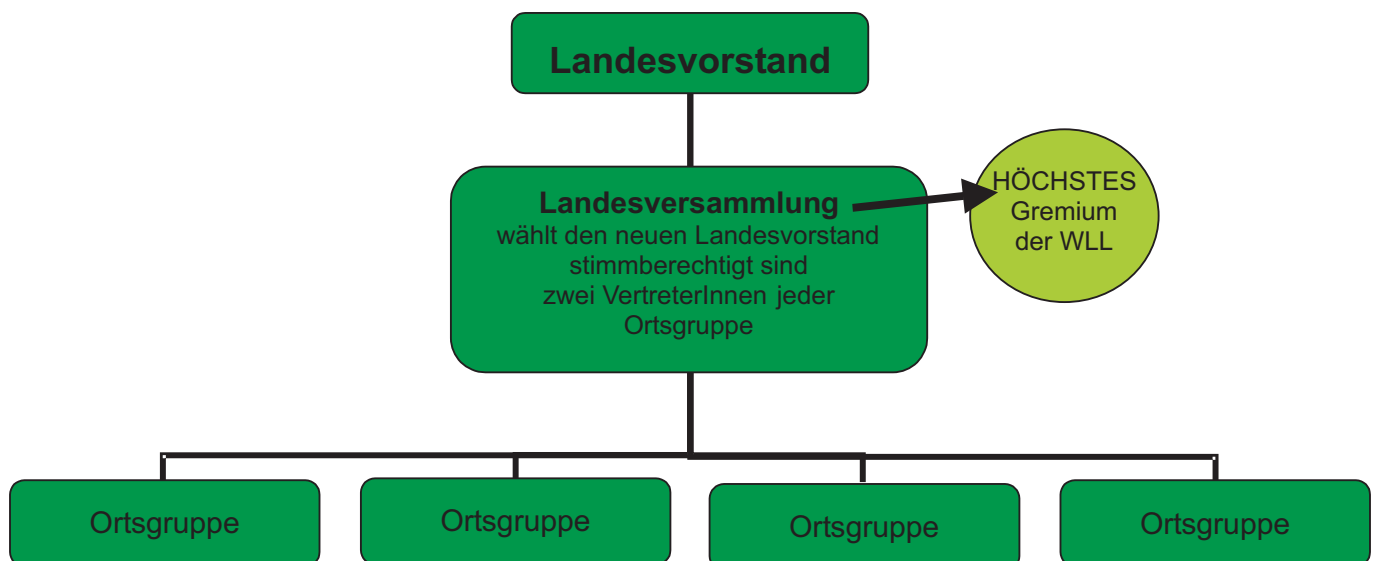 Landesvorstand
Landesversammlung
wählt den neuen Landesvorstand
stimmberechtigt sind
zwei VertreterInnen jeder
Ortsgruppe
HÖCHSTES
Gremium
der WLL
Ortsgruppe
Ortsgruppe
Ortsgruppe
Ortsgruppe